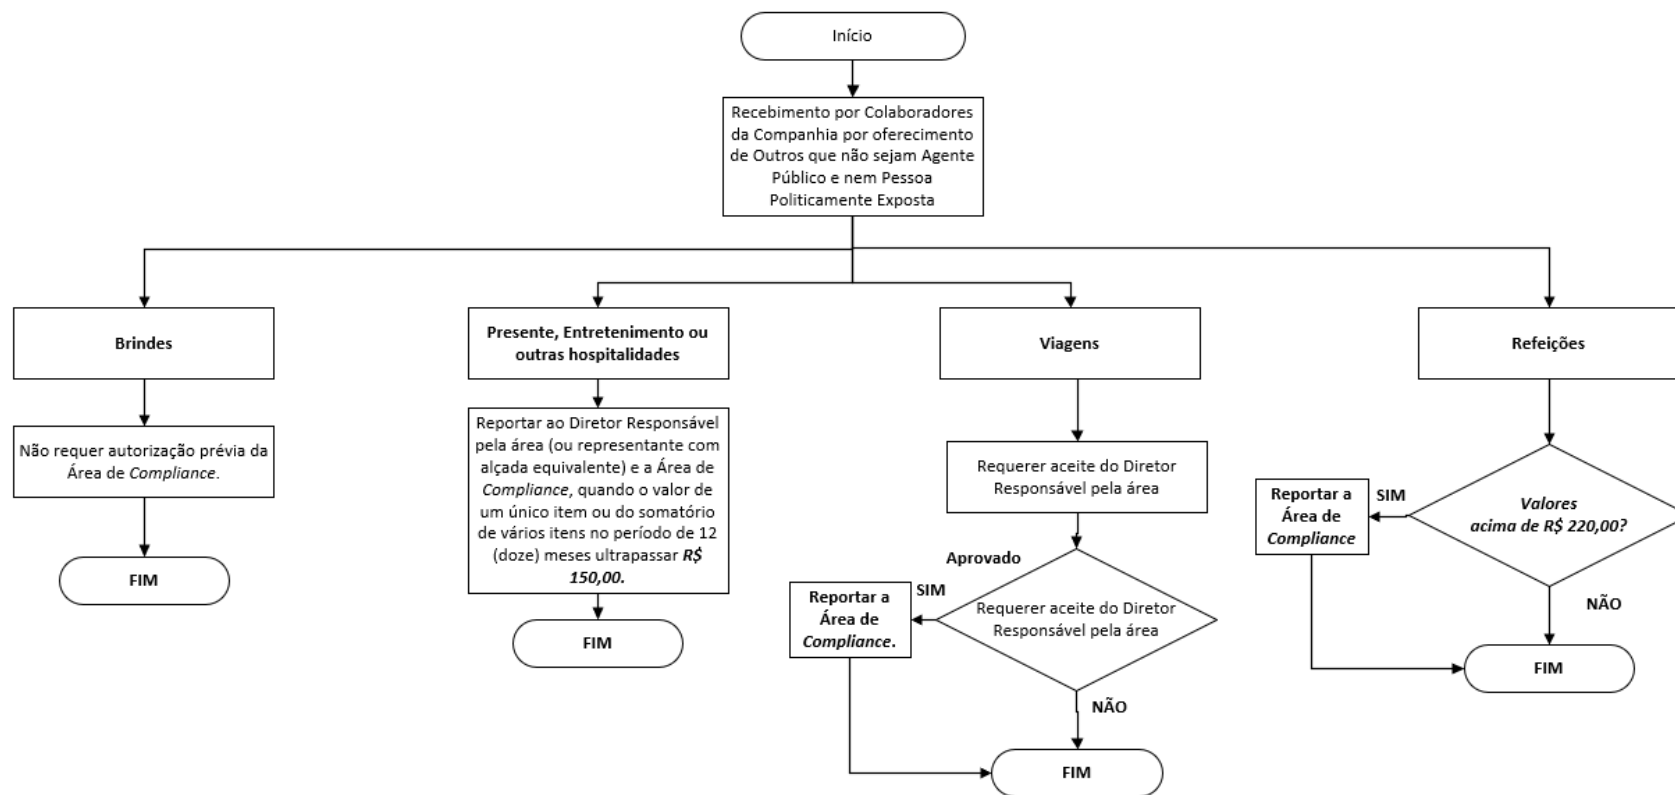 Início
Recebimento por Colaboradores
da Companhia por oferecimento
de Outros que não sejam Agente
Público e nem Pessoa
Politicamente Exposta
Brindes
Não requer autorização prévia da
Área de Compliance.
FIM
Presente, Entretenimento ou
outras hospitalidades
Reportar ao Diretor Responsável
pela área (ou representante com
alçada equivalente) e a Área de
Compliance, quando o valor de
um único item ou do somatório
de vários itens no período de 12
(doze) meses ultrapassar R$
150,00.
FIM
Viagens
Requerer aceite do Diretor
Responsável pela área
Aprovado
SIM
Requerer aceite do Diretor
Responsável pela área
Reportar a
Área de
Compliance.
NÃO
FIM
Refeições
Valores
acima de R$ 220,00?
SIM
Reportar a
Área de
Compliance
NÃO
FIM